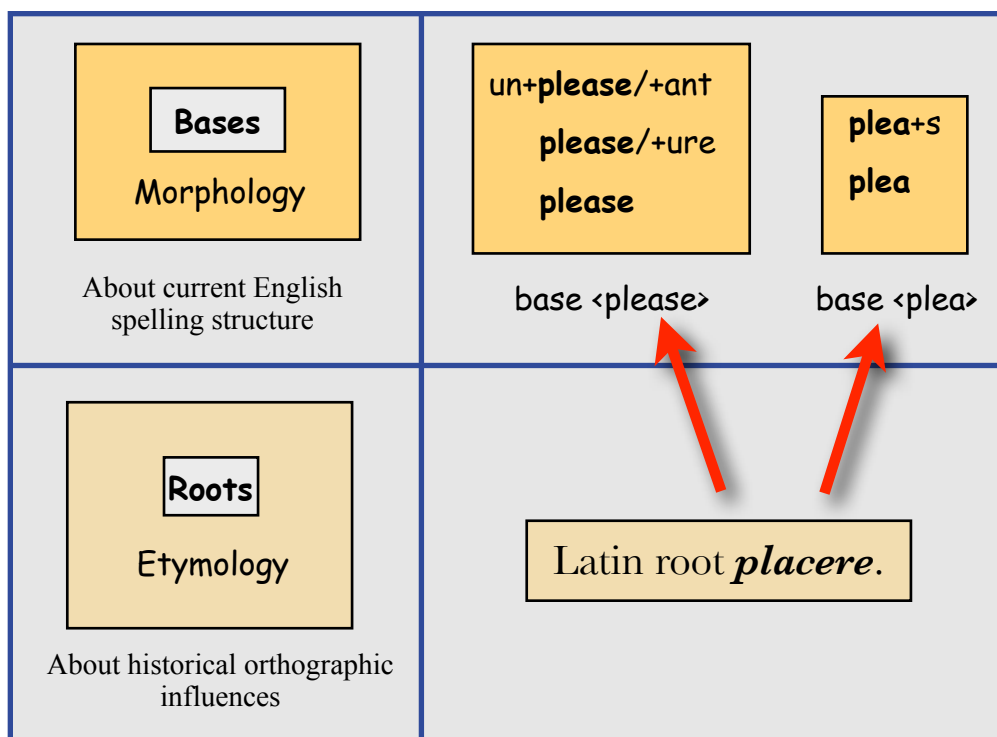 Bases
Morphology
About current English
spelling structure
un+please/+ant
please/+ure
please
base <please>
plea+s
plea
base <plea>
Roots
Etymology
About historical orthographic
influences
Latin root placere.